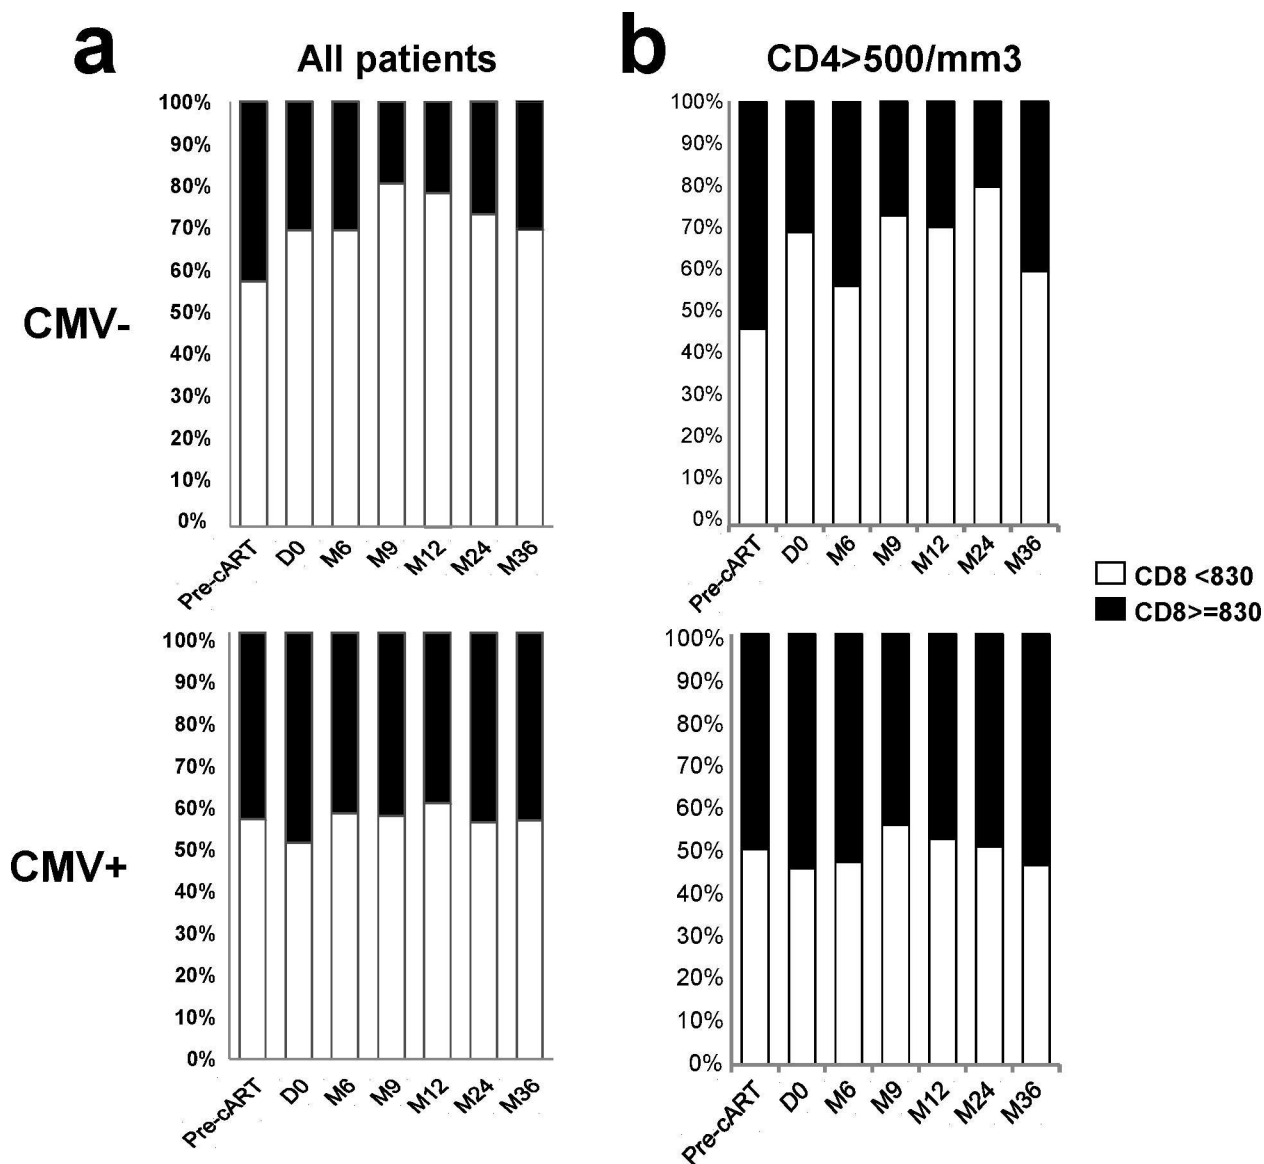 a
All patients
100%
90%
80%
70%
60%
50%
40%
30%
20%
10%
0%
Pre-cART
D0
M6
M9
M12
M24
M36
b
CD4>500/mm3
100%
90%
80%
70%
60%
50%
40%
30%
20%
10%
0%
Pre-cART
D0
M6
M9
M12
M24
M36
CMV-
CD8 <830
CD8>=830
100%
90%
80%
70%
60%
50%
40%
30%
20%
10%
0%
Pre-cART
D0
M6
M9
M12
M24
M36
100%
90%
80%
70%
60%
50%
40%
30%
20%
10%
0%
Pre-cART
D0
M6
M9
M12
M24
M36
CMV+